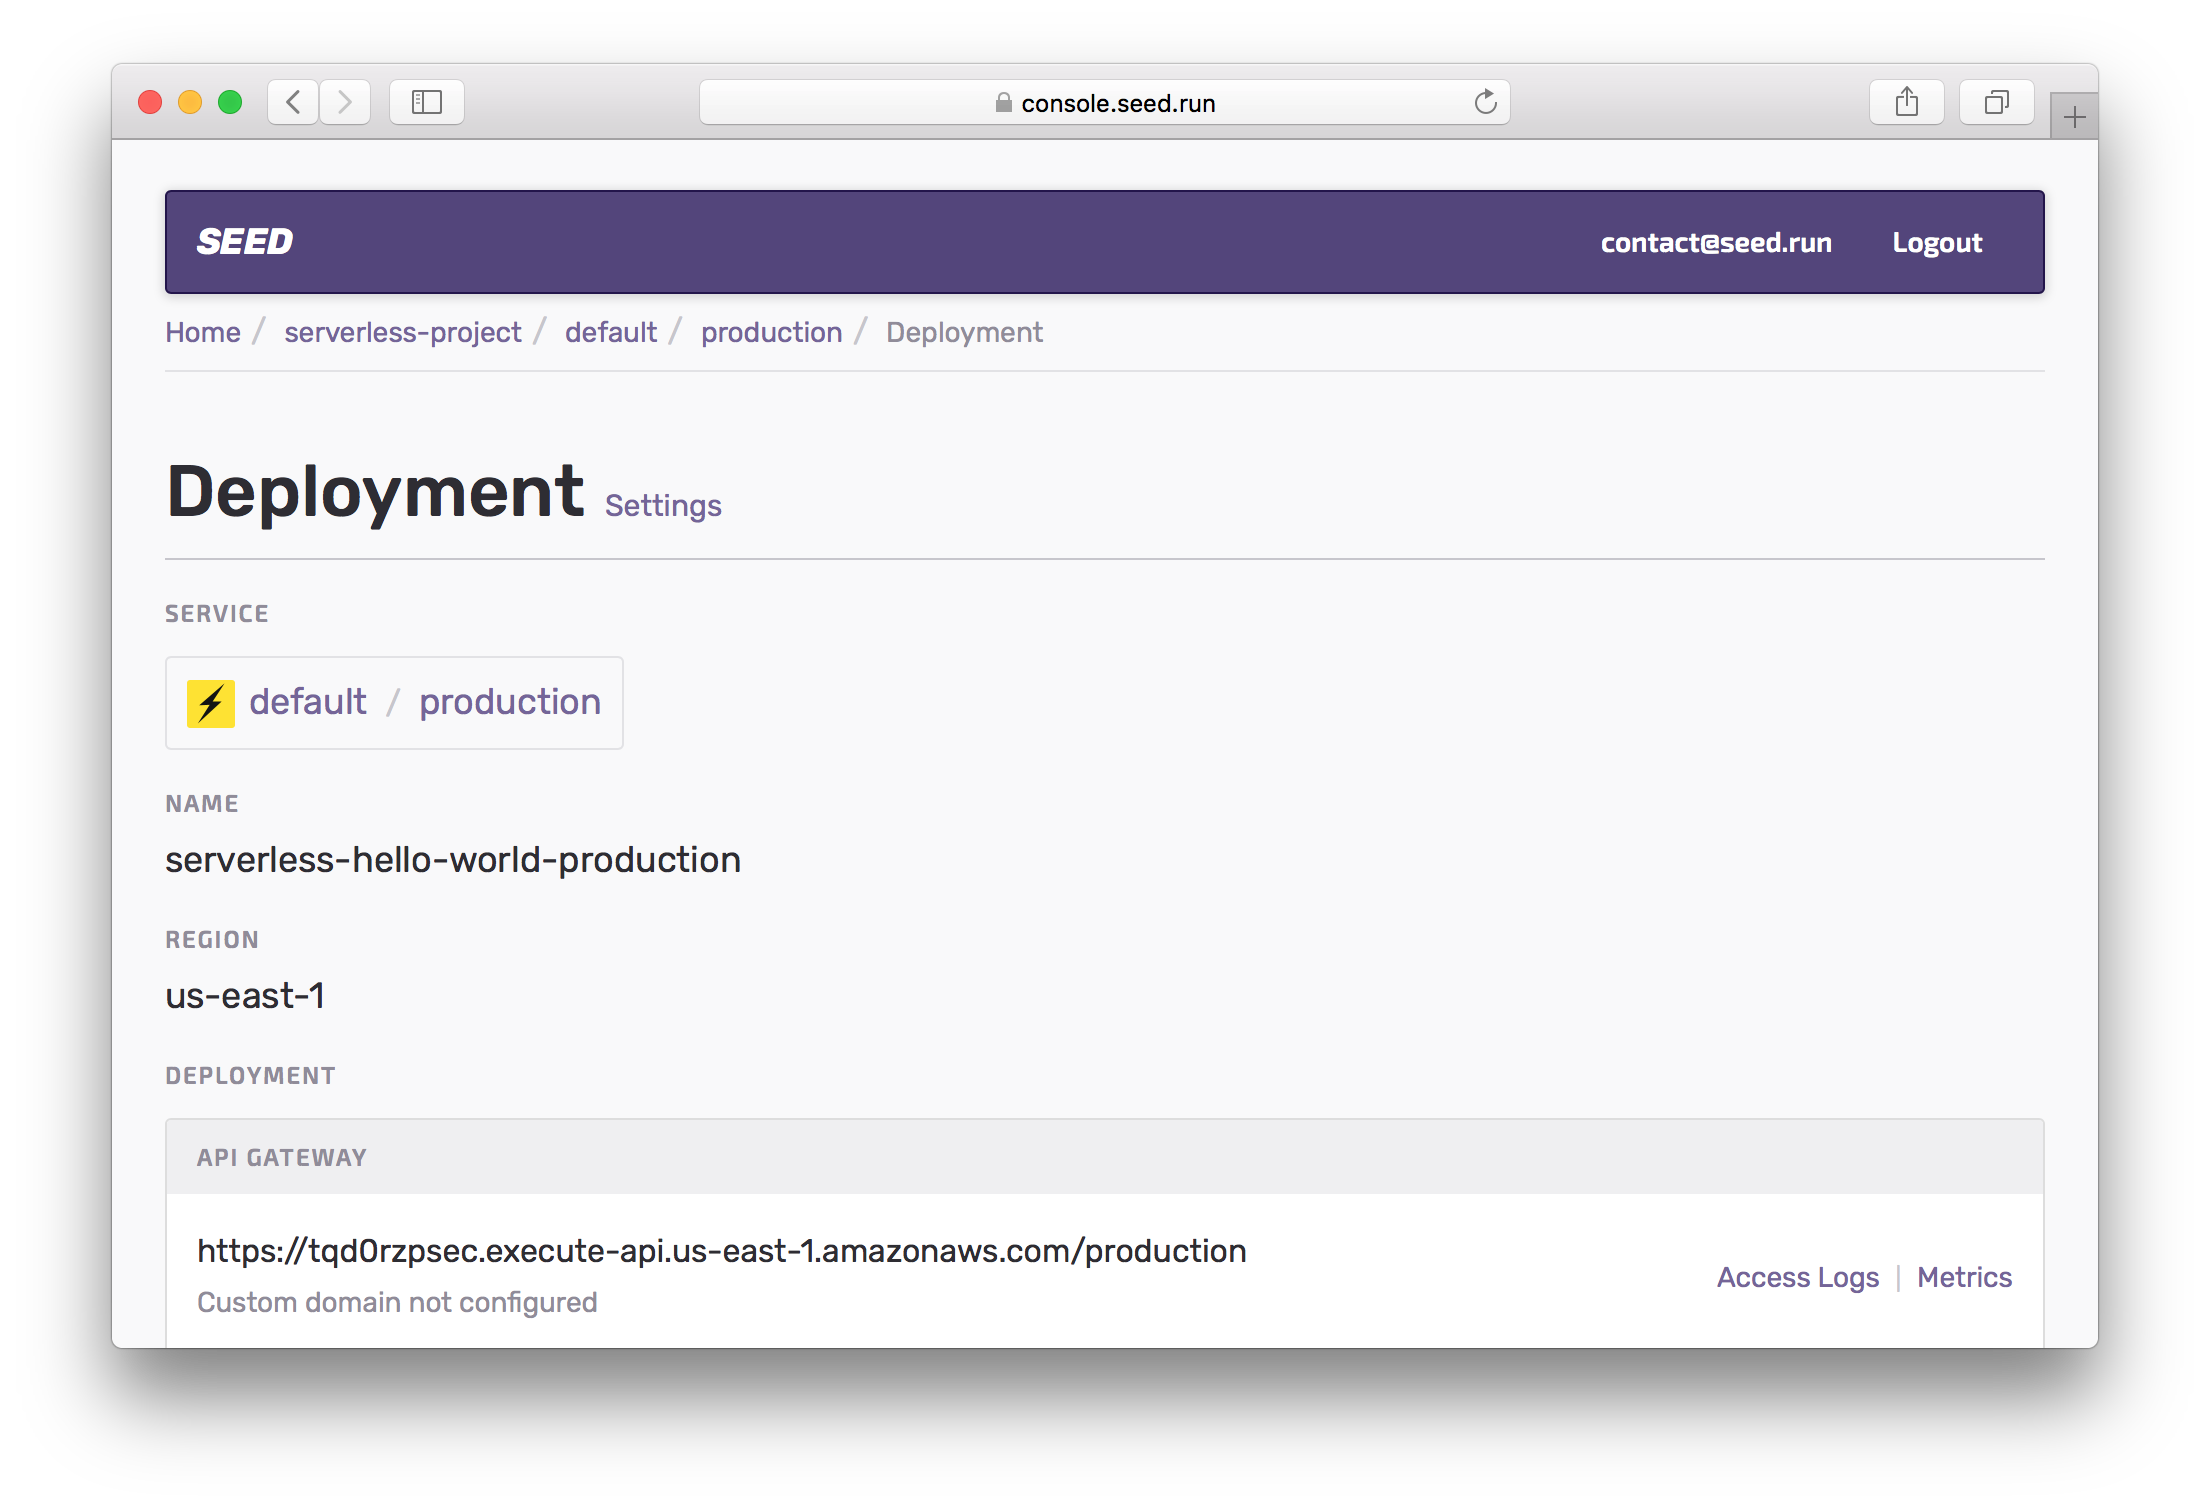 console.seed.run
SEED contact@seed.run Logout
Home / serverless-project / default / production / Deployment
Deployment Settings
SERVICE
default / production
NAME
serverless-hello-world-production
REGION
us-east-1
DEPLOYMENT
API GATEWAY
https://tqd0rzpsec.execute-api.us-east-1.amazonaws.com/production
Custom domain not configured
Access Logs | Metrics